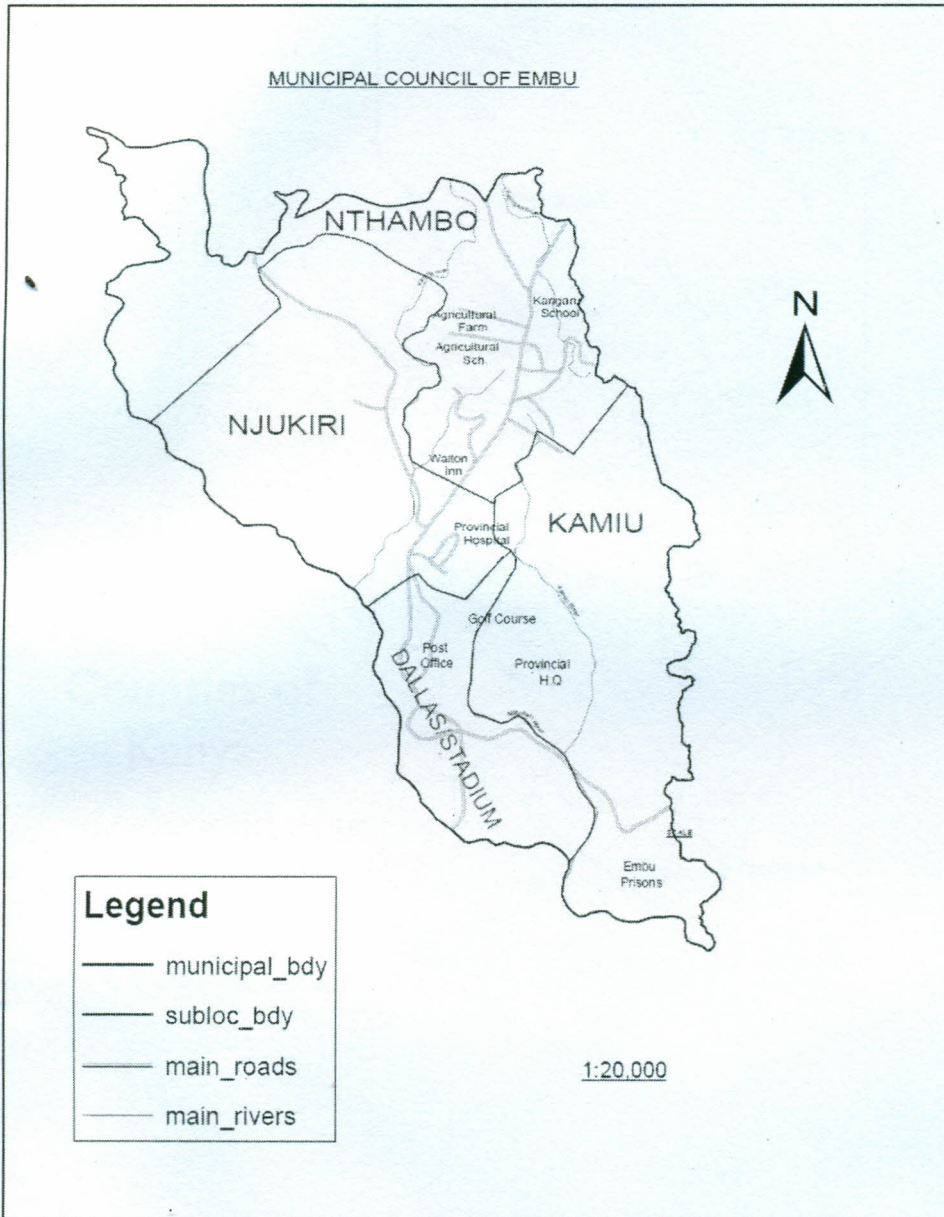 MUNICIPAL COUNCIL OF EMBU
NTHAMBO
N
Agricultural
Farm
School
Agricultural
Sch.
NJUKIRI
Walton
Inn
KAMIU
Provincial
Hospital
Golf Course
Post
Office
Provincial
H.Q
DALLAS/STADIUM
SCALE
Embu
Prisons
Legend
municipal_bdy
subloc_bdy
main_roads
main_rivers
1:20,000